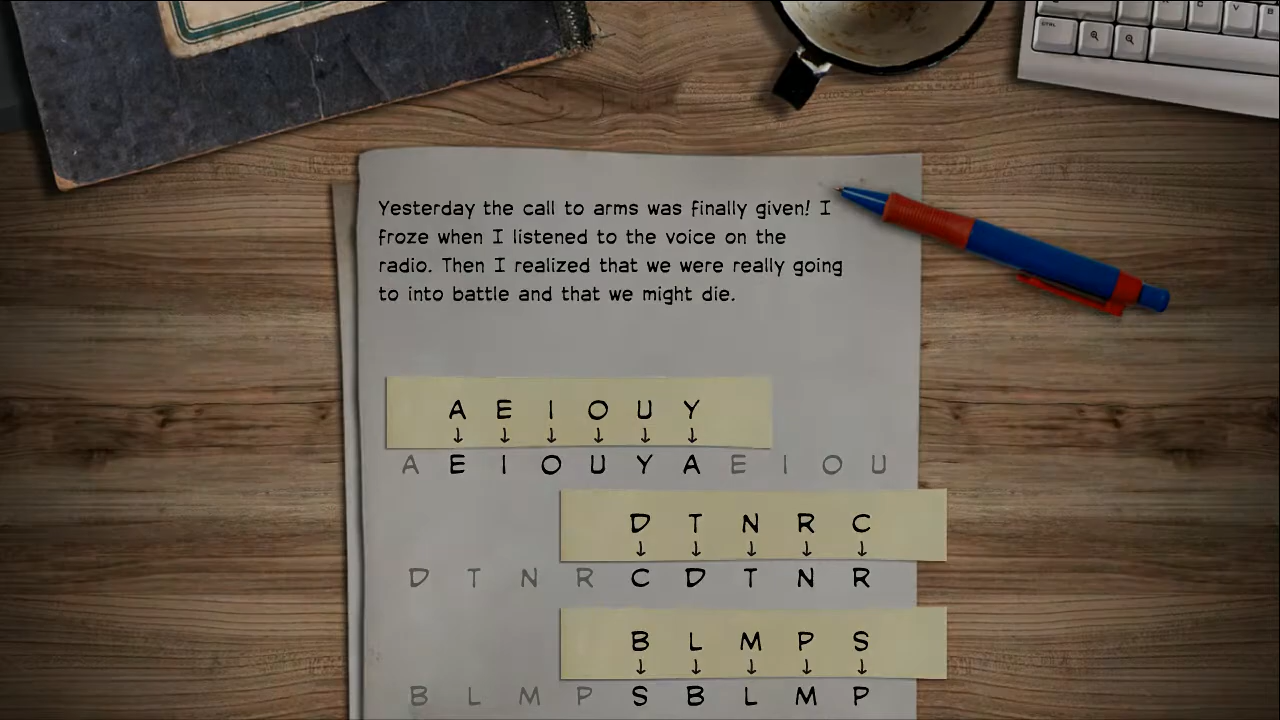 CTRL
C
V
B
Yesterday the call to arms was finally given! I
froze when I listened to the voice on the
radio. Then I realized that we were really going
to into battle and that we might die.
A E I O U Y
↓ ↓ ↓ ↓ ↓ ↓
A E I O U Y A E I O U
D T N R C
↓ ↓ ↓ ↓ ↓
D T N R C D T N R
B L M P S
↓ ↓ ↓ ↓ ↓
B L M P S B L M P